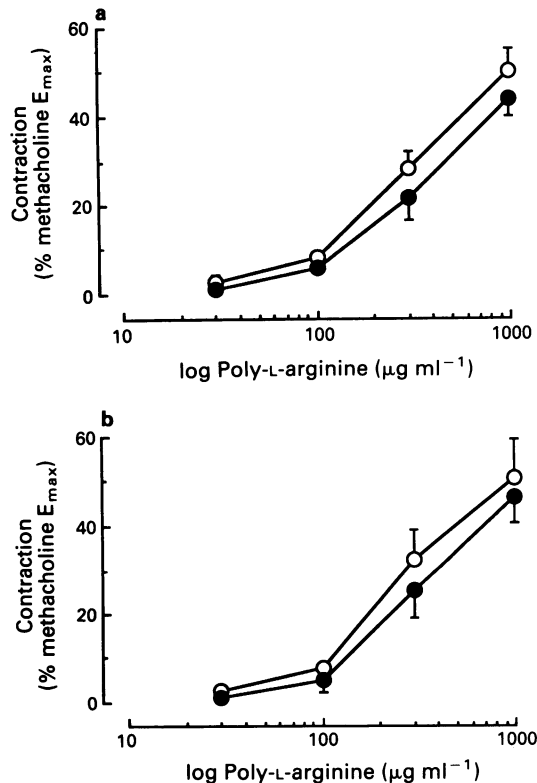 a
60
40
20
0
Contraction
(% methacholine Emax)
10 100 1000
log Poly-L-arginine (μg ml⁻¹)
b
60
40
20
0
Contraction
(% methacholine Emax)
10 100 1000
log Poly-L-arginine (μg ml⁻¹)